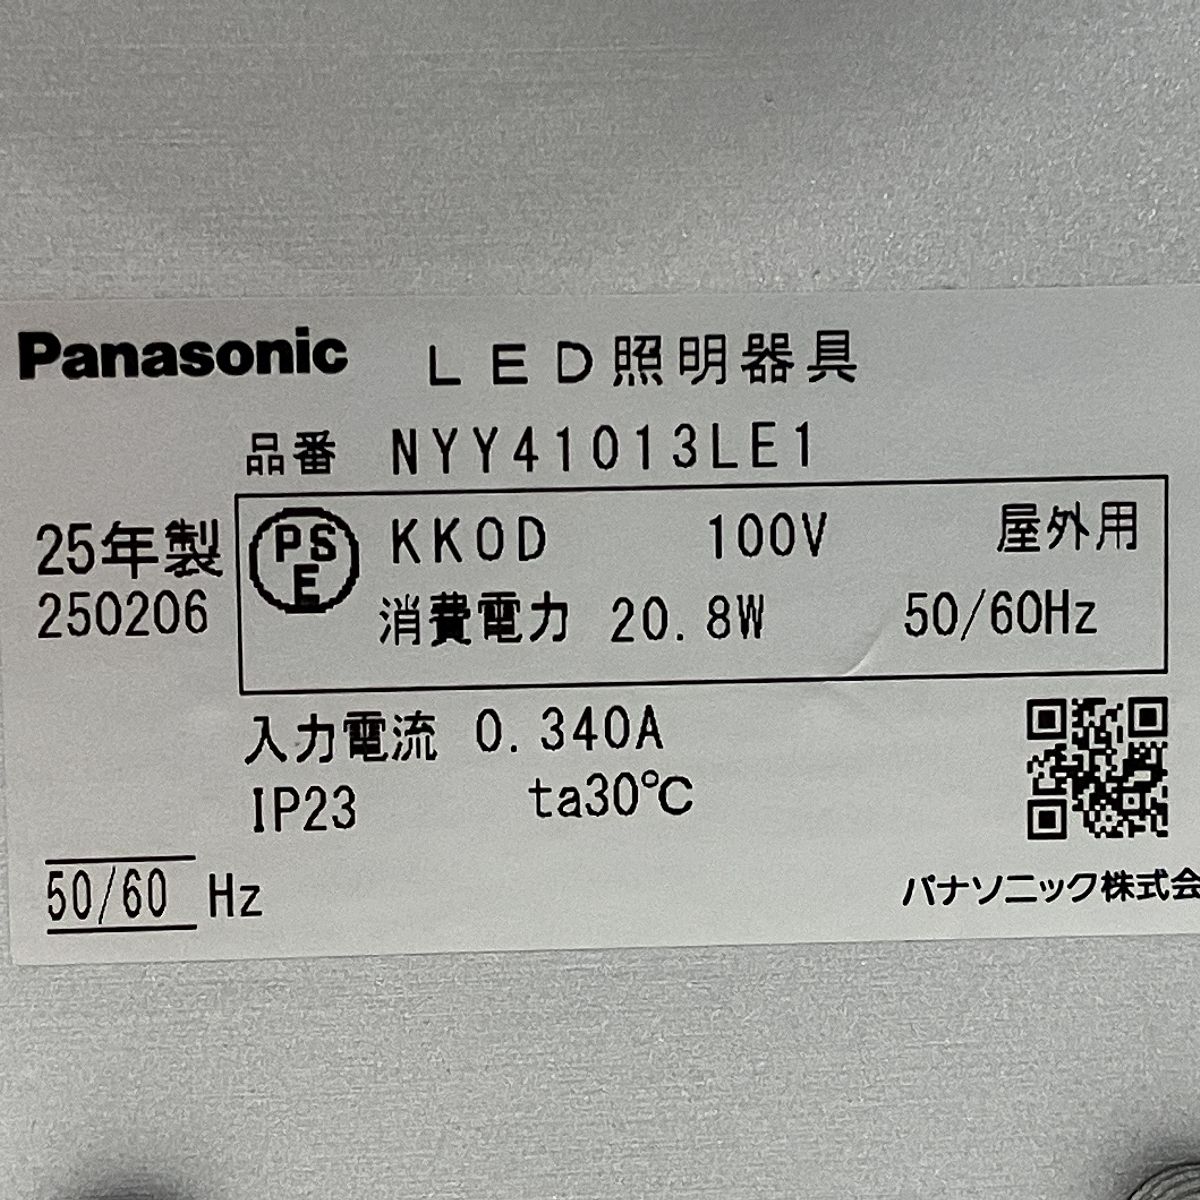 Panasonic LED照明器具
品番 NYY41013LE1
25年製
250206
PSE KKOD 100V 屋外用
消費電力 20.8W 50/60Hz
入力電流 0.340A
IP23 ta30℃
50/60 Hz
パナソニック株式会